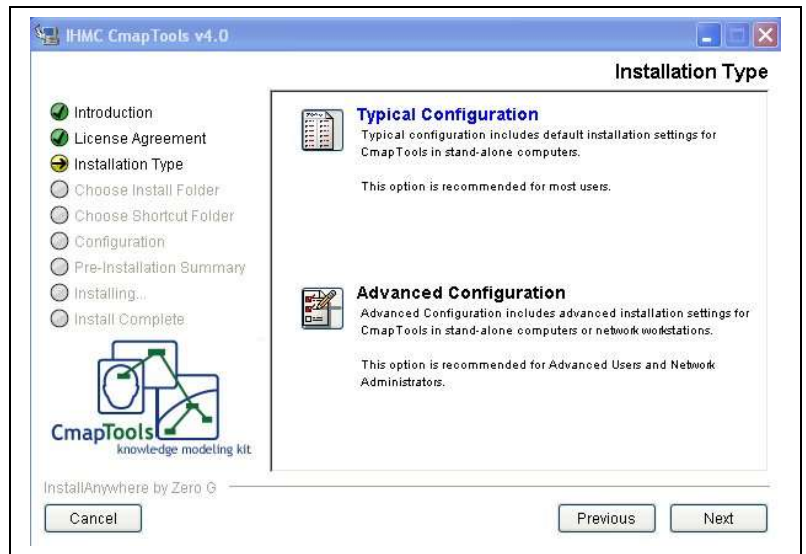 IHMC CmapTools v4.0
Installation Type
Introduction
License Agreement
Installation Type
Choose Install Folder
Choose Shortcut Folder
Configuration
Pre-Installation Summary
Installing...
Install Complete
CmapTools
knowledge modeling kit
Typical Configuration
Typical configuration includes default installation settings for
CmapTools in stand-alone computers.
This option is recommended for most users.
Advanced Configuration
Advanced Configuration includes advanced installation settings for
CmapTools in stand-alone computers or network workstations.
This option is recommended for Advanced Users and Network
Administrators.
InstallAnywhere by Zero G
Cancel
Previous
Next